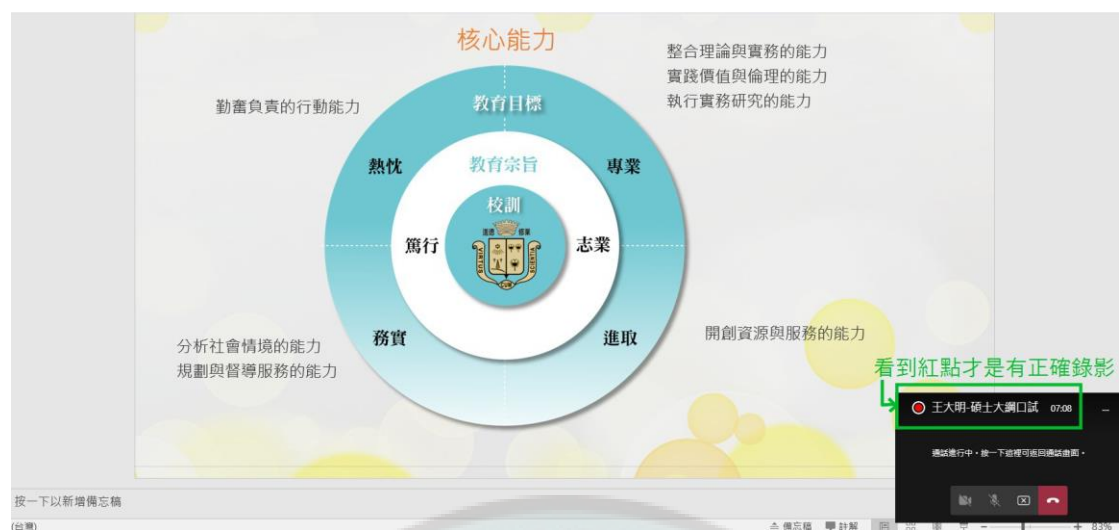 核心能力
整合理論與實務的能力
實踐價值與倫理的能力
執行實務研究的能力
勤奮負責的行動能力
教育目標
熱忱
教育宗旨
專業
校訓
道德 修業
篤行
VIRTUS
SCIENTIA
CUM
志業
務實
進取
分析社會情境的能力
規劃與督導服務的能力
開創資源與服務的能力
看到紅點才是有正確錄影
王大明-碩士大綱口試 07:08
通話進行中，按一下這裡可返回通話畫面。
按一下以新增備忘稿
(台灣)
備忘稿 註解
83%